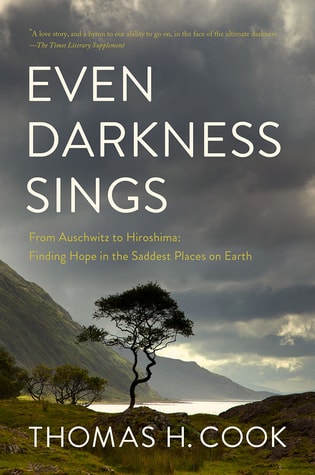 "A love story, and a hymn to our ability to go on, in the face of the ultimate darkness."
—The Times Literary Supplement
EVEN
DARKNESS
SINGS
From Auschwitz to Hiroshima:
Finding Hope in the Saddest Places on Earth
THOMAS H. COOK